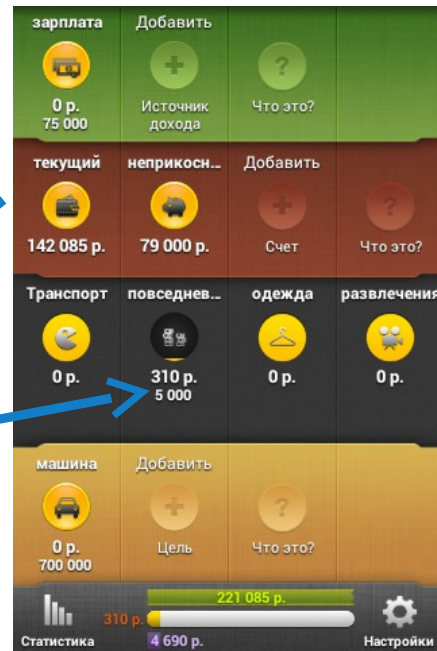 зарплата Добавить
0 р. Источник Что это?
75 000 дохода
текущий неприкосн... Добавить
142 085 р. 79 000 р. Счет Что это?
Транспорт повседнев... одежда развлечения
0 р. 310 р. 0 р. 0 р.
5 000
машина Добавить
0 р. Цель Что это?
700 000
221 085 р.
310 р.
Статистика 4 690 р. Настройки